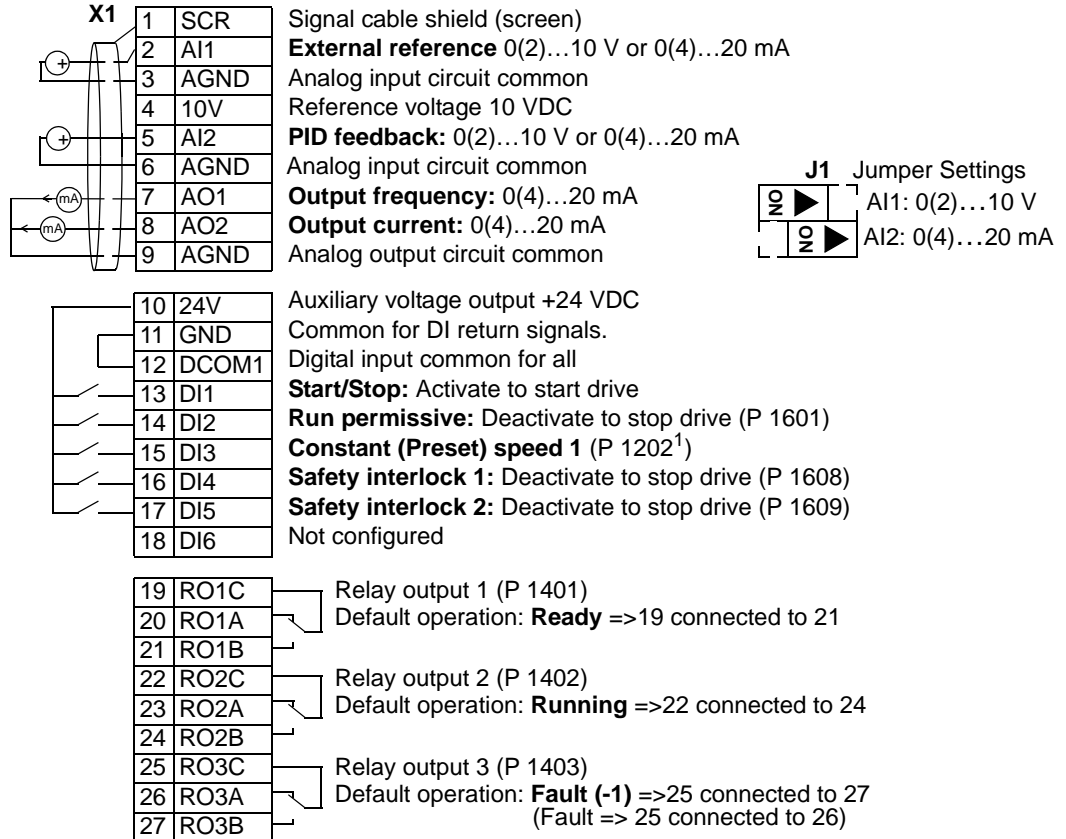 X1
1 SCR Signal cable shield (screen)
2 AI1 External reference 0(2)…10 V or 0(4)…20 mA
3 AGND Analog input circuit common
4 10V Reference voltage 10 VDC
5 AI2 PID feedback: 0(2)…10 V or 0(4)…20 mA
6 AGND Analog input circuit common
7 AO1 Output frequency: 0(4)…20 mA
8 AO2 Output current: 0(4)…20 mA
9 AGND Analog output circuit common
+
+
mA
mA
J1 Jumper Settings
ON AI1: 0(2)…10 V
ON AI2: 0(4)…20 mA
10 24V Auxiliary voltage output +24 VDC
11 GND Common for DI return signals.
12 DCOM1 Digital input common for all
13 DI1 Start/Stop: Activate to start drive
14 DI2 Run permissive: Deactivate to stop drive (P 1601)
15 DI3 Constant (Preset) speed 1 (P 1202¹)
16 DI4 Safety interlock 1: Deactivate to stop drive (P 1608)
17 DI5 Safety interlock 2: Deactivate to stop drive (P 1609)
18 DI6 Not configured
19 RO1C Relay output 1 (P 1401)
20 RO1A Default operation: Ready =>19 connected to 21
21 RO1B
22 RO2C Relay output 2 (P 1402)
23 RO2A Default operation: Running =>22 connected to 24
24 RO2B
25 RO3C Relay output 3 (P 1403)
26 RO3A Default operation: Fault (-1) =>25 connected to 27
27 RO3B (Fault => 25 connected to 26)